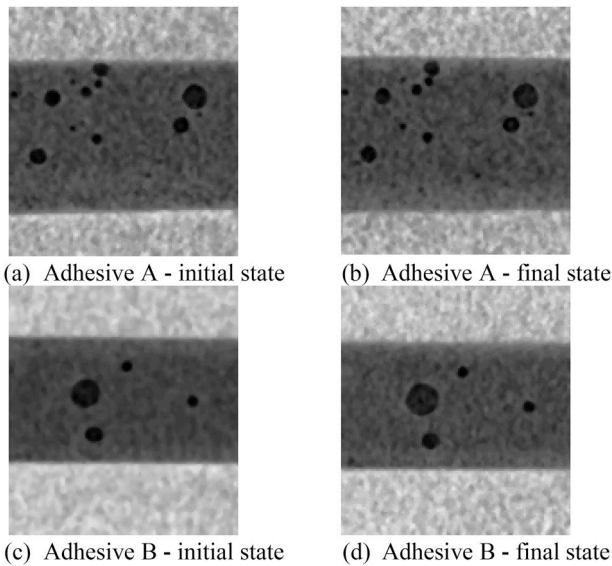 (a) Adhesive A - initial state
(b) Adhesive A - final state
(c) Adhesive B - initial state
(d) Adhesive B - final state